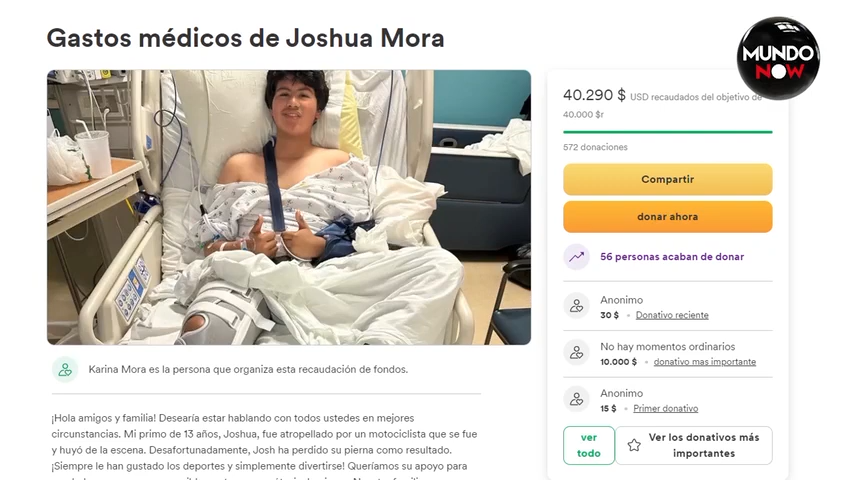 Gastos médicos de Joshua Mora
MUNDO
NOW
40.290 $ USD recaudados del objetivo de
40.000 $r
572 donaciones
Compartir
donar ahora
56 personas acaban de donar
Anonimo
30 $ • Donativo reciente
No hay momentos ordinarios
10.000 $ • donativo mas importante
Anonimo
15 $ • Primer donativo
ver
todo
Ver los donativos más
importantes
Karina Mora es la persona que organiza esta recaudación de fondos.
¡Hola amigos y familia! Desearía estar hablando con todos ustedes en mejores
circunstancias. Mi primo de 13 años, Joshua, fue atropellado por un motociclista que se fue
y huyó de la escena. Desafortunadamente, Josh ha perdido su pierna como resultado.
¡Siempre le han gustado los deportes y simplemente divertirse! Queríamos su apoyo para